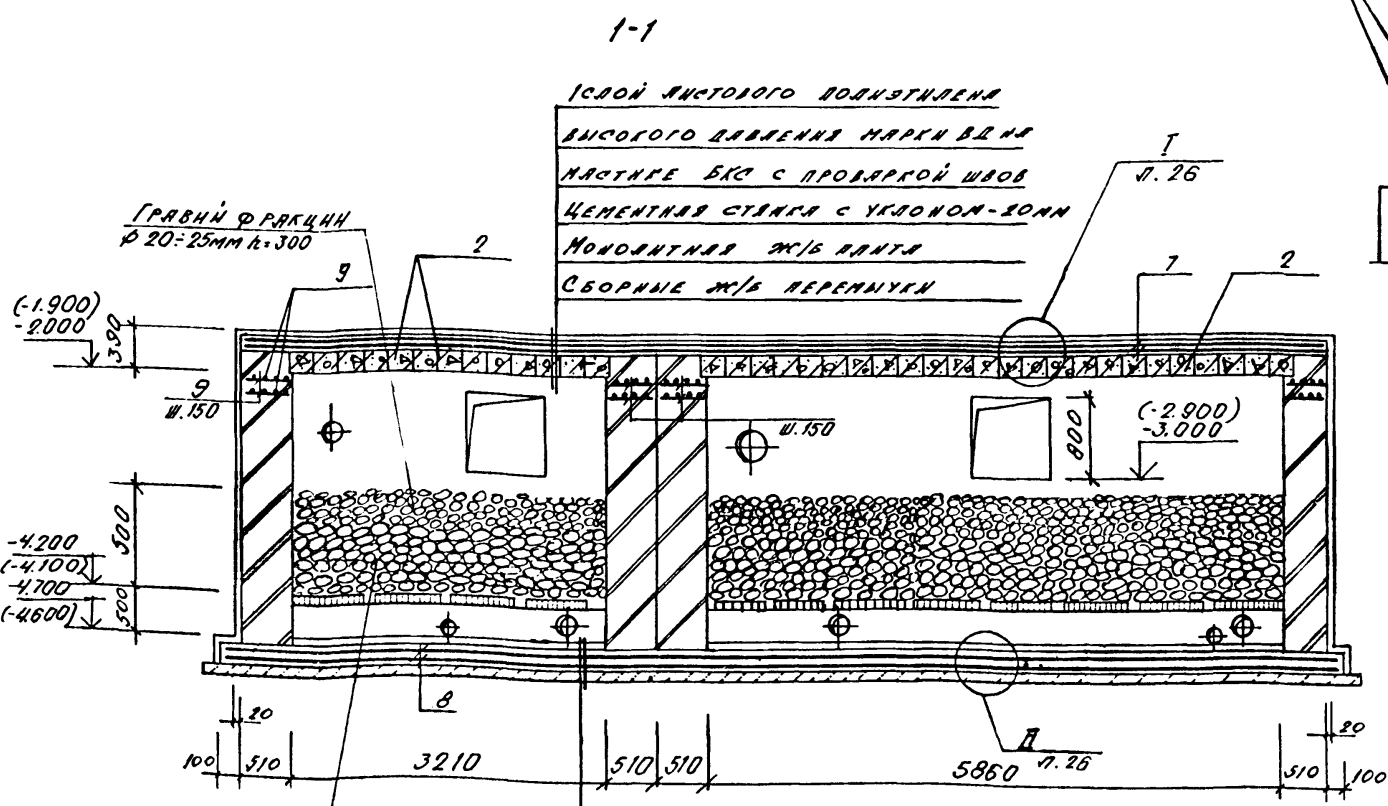 1-1
1 слой листового полиэтилена
высокого давления марки ВД на
мастике БКС с проваркой швов
Цементная стяжка с уклоном-20мм
Монолитная ж/б плита
Сборные ж/б перемычки
I
л. 26
Гравий фракции
ф 20÷25мм h=300
9
2
1
2
(-1.900)
-2.000
390
9
ш.150
ш.150
(-2.900)
-3.000
800
500
-4.200
(-4.100)
-4.700
(-4.600)
500
8
II
л. 26
20
20
100
510
3210
510
510
5860
510
100